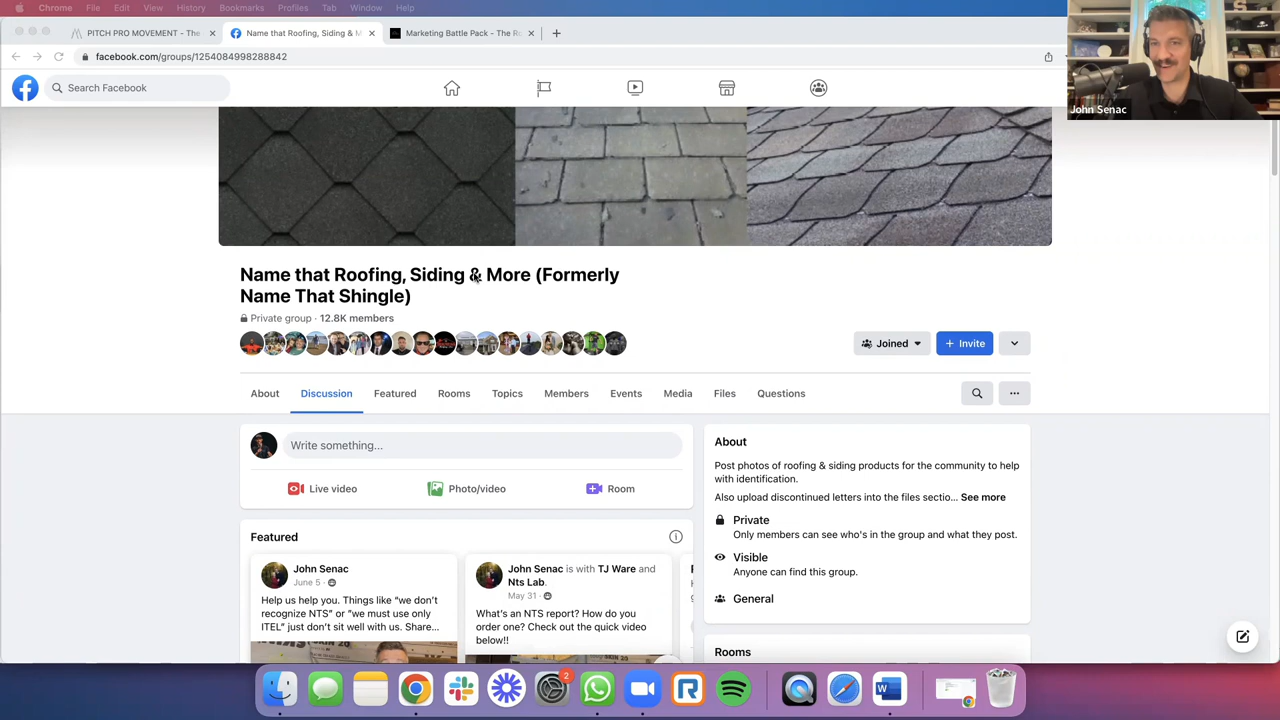 Chrome File Edit View History Bookmarks Profiles Tab Window Help
PITCH PRO MOVEMENT - The
Name that Roofing, Siding & M
Marketing Battle Pack - The R
facebook.com/groups/1254084998288842
Search Facebook
John Senac
Name that Roofing, Siding & More (Formerly
Name That Shingle)
Private group · 12.8K members
Joined
+ Invite
About Discussion Featured Rooms Topics Members Events Media Files Questions
Write something...
Live video Photo/video Room
Featured
John Senac
June 5 ·
Help us help you. Things like “we don't
recognize NTS” or “we must use only
ITEL” just don't sit well with us. Share...
John Senac is with TJ Ware and
Nts Lab.
May 31 ·
What's an NTS report? How do you
order one? Check out the quick video
below!!
About
Post photos of roofing & siding products for the community to help
with identification.
Also upload discontinued letters into the files sectio... See more
Private
Only members can see who's in the group and what they post.
Visible
Anyone can find this group.
General
Rooms
2